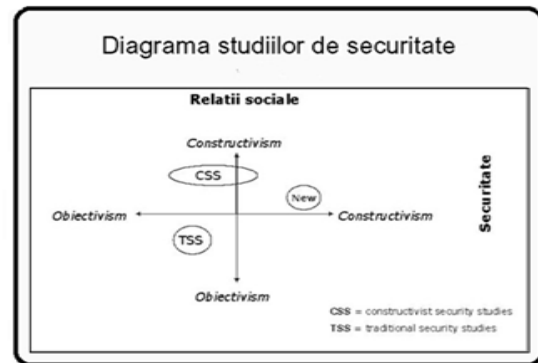 Diagrama studiilor de securitate
Relatii sociale
Constructivism
CSS
New
Obiectivism
Constructivism
Securitate
TSS
Obiectivism
CSS = constructivist security studies
TSS = traditional security studies